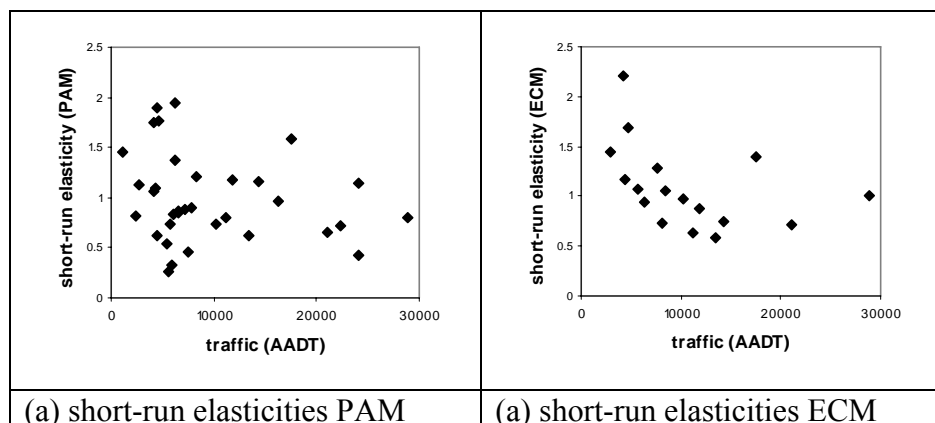 2.5
2
1.5
1
0.5
0
short-run elasticity (PAM)
0 10000 20000 30000
traffic (AADT)
2.5
2
1.5
1
0.5
0
short-run elasticity (ECM)
0 10000 20000 30000
traffic (AADT)
(a) short-run elasticities PAM
(a) short-run elasticities ECM